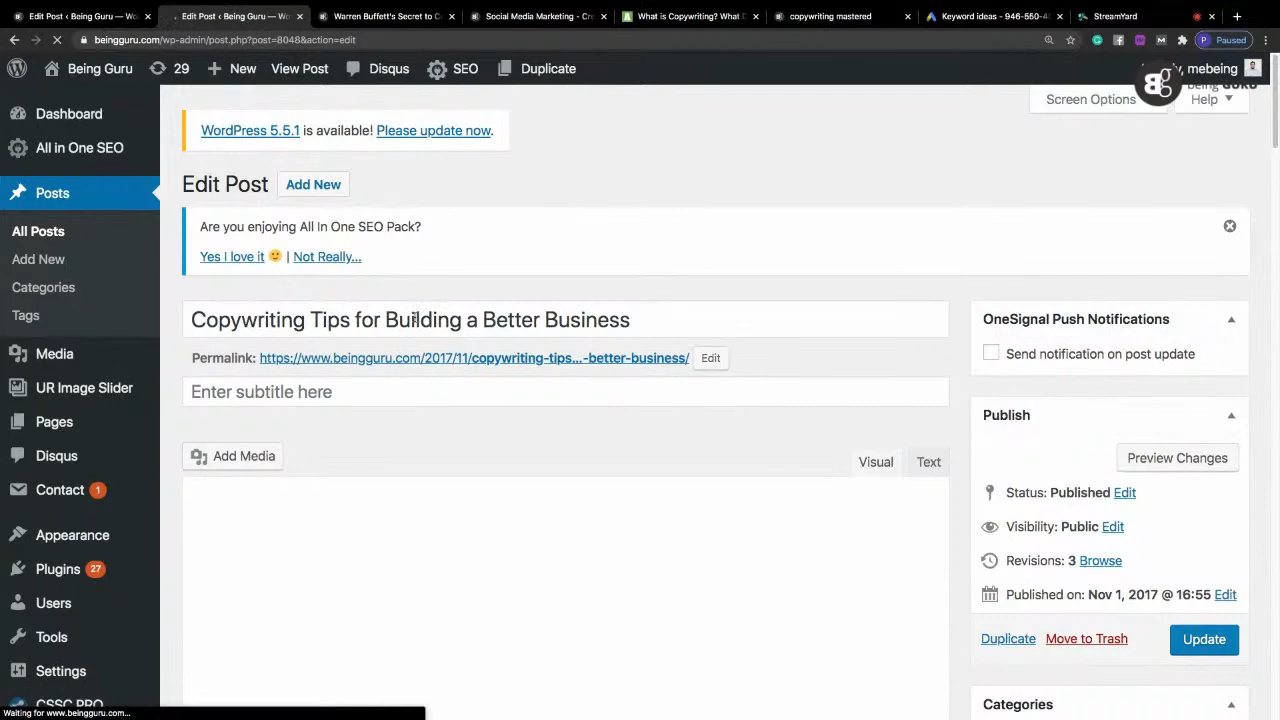 Edit Post ‹ Being Guru — Wo
Edit Post ‹ Being Guru — Wo
Warren Buffett's Secret to C
Social Media Marketing - Cre
What is Copywriting? What D
copywriting mastered
Keyword ideas - 946-550-4
StreamYard
beingguru.com/wp-admin/post.php?post=8048&action=edit
P
Paused
Being Guru
29
New
View Post
Disqus
SEO
Duplicate
mebeing
being GURU
Screen Options
Help
Dashboard
All in One SEO
Posts
All Posts
Add New
Categories
Tags
Media
UR Image Slider
Pages
Disqus
Contact 1
Appearance
Plugins 27
Users
Tools
Settings
CSSC PRO
WordPress 5.5.1 is available! Please update now.
Edit Post
Add New
Are you enjoying All In One SEO Pack?
Yes I love it 🙂 | Not Really...
Copywriting Tips for Building a Better Business
Permalink: https://www.beingguru.com/2017/11/copywriting-tips...-better-business/
Edit
Enter subtitle here
Add Media
Visual
Text
OneSignal Push Notifications
Send notification on post update
Publish
Preview Changes
Status: Published Edit
Visibility: Public Edit
Revisions: 3 Browse
Published on: Nov 1, 2017 @ 16:55 Edit
Duplicate
Move to Trash
Update
Categories
Waiting for www.beingguru.com...